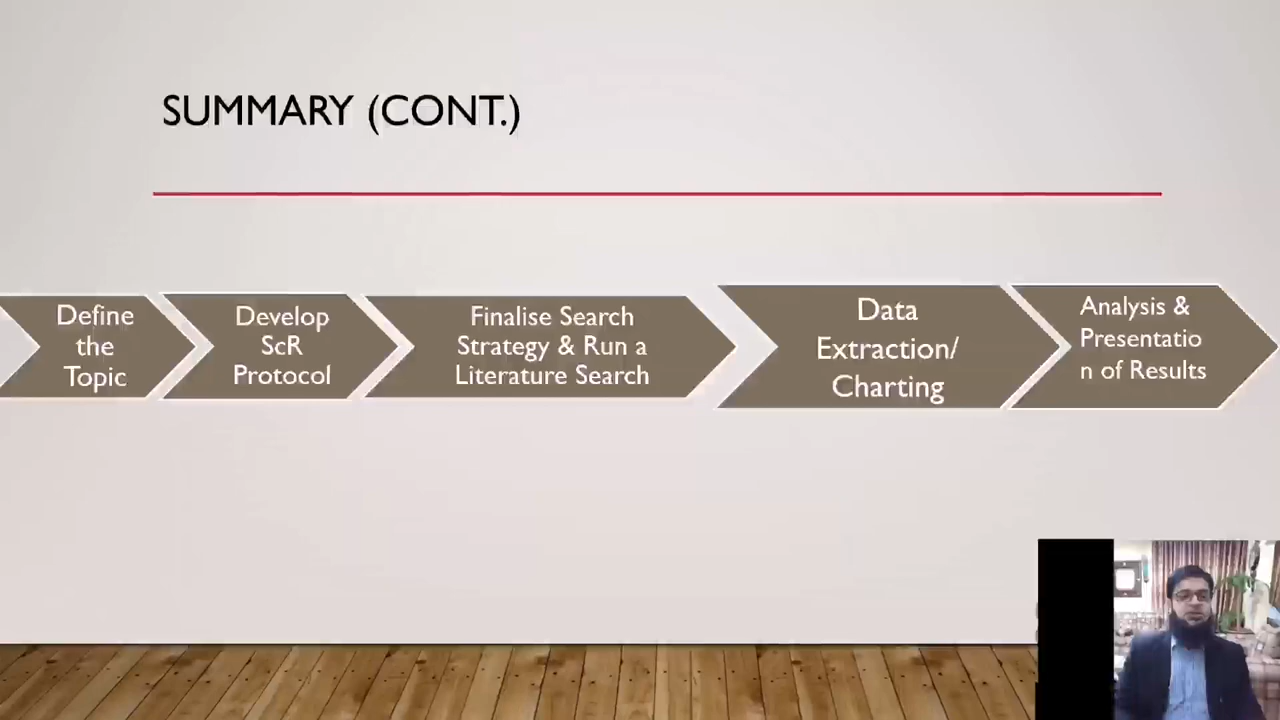 SUMMARY (CONT.)
Define
the
Topic
Develop
ScR
Protocol
Finalise Search
Strategy & Run a
Literature Search
Data
Extraction/
Charting
Analysis &
Presentatio
n of Results